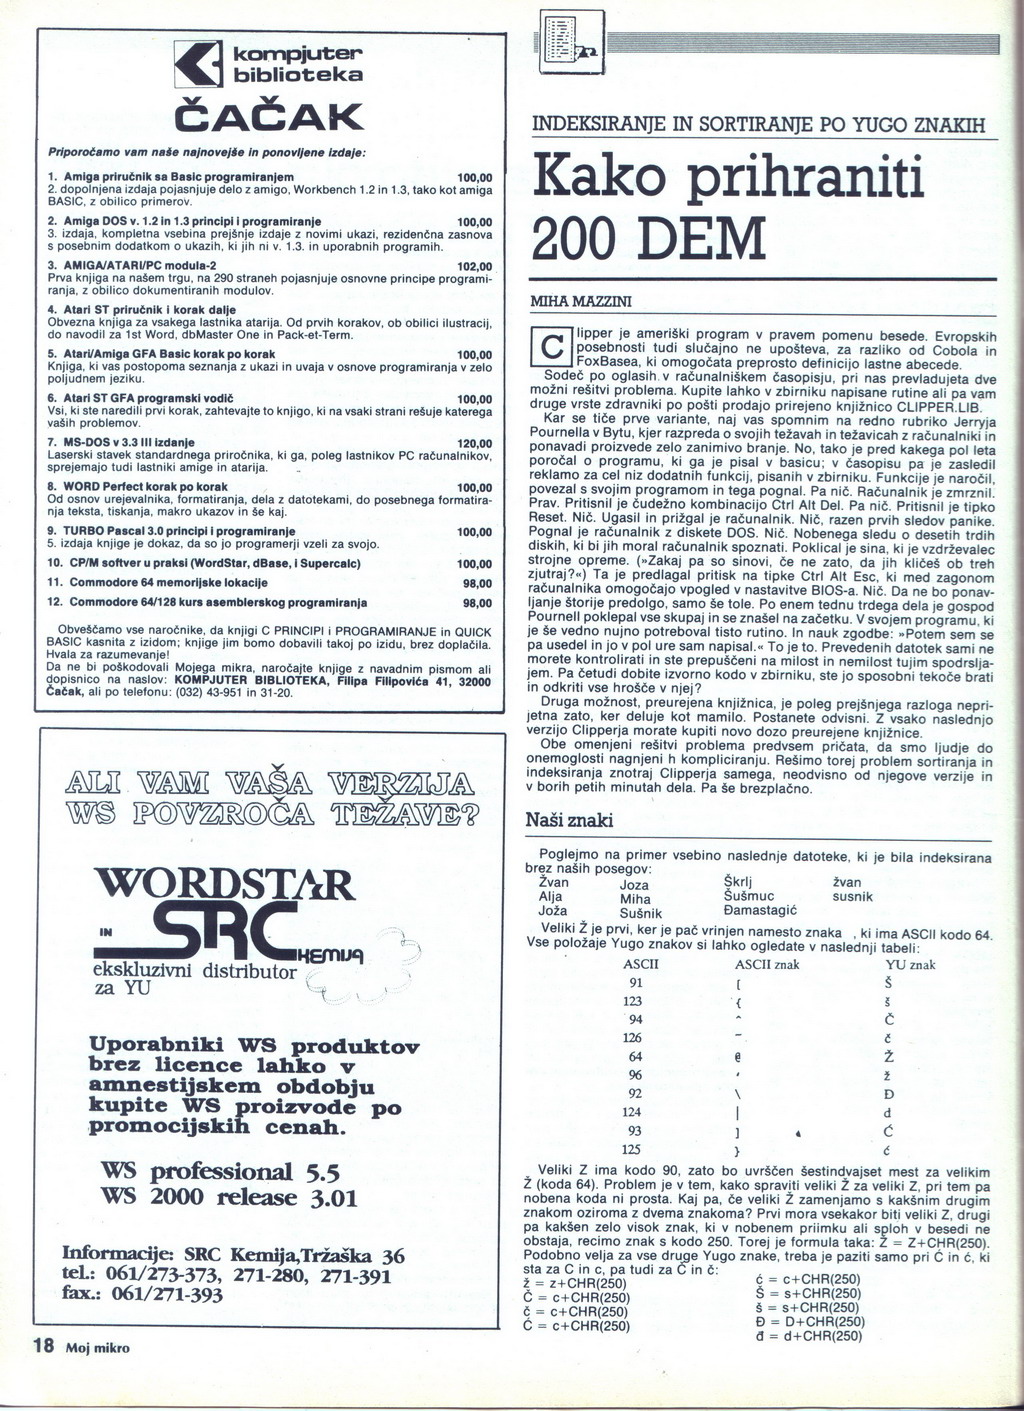 kompjuter
biblioteka
ČAČAK
Priporočamo vam naše najnovejše in ponovljene izdaje:
1. Amiga priručnik sa Basic programiranjem 100,00
2. dopolnjena izdaja pojasnjuje delo z amigo, Workbench 1.2 in 1.3, tako kot amiga
BASIC, z obilico primerov.
2. Amiga DOS v. 1.2 in 1.3 principi i programiranje 100,00
3. izdaja, kompletna vsebina prejšnje izdaje z novimi ukazi, rezidenčna zasnova
s posebnim dodatkom o ukazih, ki jih ni v. 1.3. in uporabnih programih.
3. AMIGA/ATARI/PC modula-2 102,00
Prva knjiga na našem trgu, na 290 straneh pojasnjuje osnovne principe programi-
ranja, z obilico dokumentiranih modulov.
4. Atari ST priručnik i korak dalje
Obvezna knjiga za vsakega lastnika atarija. Od prvih korakov, ob obilici ilustracij,
do navodil za 1st Word, dbMaster One in Pack-et-Term.
5. Atari/Amiga GFA Basic korak po korak 100,00
Knjiga, ki vas postopoma seznanja z ukazi in uvaja v osnove programiranja v zelo
poljudnem jeziku.
6. Atari ST GFA programski vodič 100,00
Vsi, ki ste naredili prvi korak, zahtevajte to knjigo, ki na vsaki strani rešuje katerega
vaših problemov.
7. MS-DOS v 3.3 III izdanje 120,00
Laserski stavek standardnega priročnika, ki ga, poleg lastnikov PC računalnikov,
sprejemajo tudi lastniki amige in atarija.
8. WORD Perfect korak po korak 100,00
Od osnov urejevalnika, formatiranja, dela z datotekami, do posebnega formatira-
nja teksta, tiskanja, makro ukazov in še kaj.
9. TURBO Pascal 3.0 principi i programiranje 100,00
5. izdaja knjige je dokaz, da so jo programerji vzeli za svojo.
10. CP/M softver u praksi (WordStar, dBase, i Supercalc) 100,00
11. Commodore 64 memorijske lokacije 98,00
12. Commodore 64/128 kurs asemblerskog programiranja 98,00
Obveščamo vse naročnike, da knjigi C PRINCIPI i PROGRAMIRANJE in QUICK
BASIC kasnita z izidom; knjige jim bomo dobavili takoj po izidu, brez doplačila.
Hvala za razumevanje!
Da ne bi poškodovali Mojega mikra, naročajte knjige z navadnim pismom ali
dopisnico na naslov: KOMPJUTER BIBLIOTEKA, Filipa Filipovića 41, 32000
Čačak, ali po telefonu: (032) 43-951 in 31-20.
ALI VAM VAŠA VERZIJA
WS POVZROČA TEŽAVE?
WORDSTAR
IN SRC KEMIJA
ekskluzivni distributor
za YU
Uporabniki WS produktov
brez licence lahko v
amnestijskem obdobju
kupite WS proizvode po
promocijskih cenah.
WS professional 5.5
WS 2000 release 3.01
Informacije: SRC Kemija,Tržaška 36
tel.: 061/273-373, 271-280, 271-391
fax.: 061/271-393
18 Moj mikro
INDEKSIRANJE IN SORTIRANJE PO YUGO ZNAKIH
Kako prihraniti
200 DEM
MIHA MAZZINI
Clipper je ameriški program v pravem pomenu besede. Evropskih
posebnosti tudi slučajno ne upošteva, za razliko od Cobola in
FoxBasea, ki omogočata preprosto definicijo lastne abecede.
Sodeč po oglasih v računalniškem časopisju, pri nas prevladujeta dve
možni rešitvi problema. Kupite lahko v zbirniku napisane rutine ali pa vam
druge vrste zdravniki po pošti prodajo prirejeno knjižnico CLIPPER.LIB.
Kar se tiče prve variante, naj vas spomnim na redno rubriko Jerryja
Pournella v Bytu, kjer razpreda o svojih težavah in težavicah z računalniki in
ponavadi proizvede zelo zanimivo branje. No, tako je pred kakega pol leta
poročal o programu, ki ga je pisal v basicu; v časopisu pa je zasledil
reklamo za cel niz dodatnih funkcij, pisanih v zbirniku. Funkcije je naročil,
povezal s svojim programom in tega pognal. Pa nič. Računalnik je zmrznil.
Prav. Pritisnil je čudežno kombinacijo Ctrl Alt Del. Pa nič. Pritisnil je tipko
Reset. Nič. Ugasil in prižgal je računalnik. Nič, razen prvih sledov panike.
Pognal je računalnik z diskete DOS. Nič. Nobenega sledu o desetih trdih
diskih, ki bi jih moral računalnik spoznati. Poklical je sina, ki je vzdrževalec
strojne opreme. (»Zakaj pa so sinovi, če ne zato, da jih kličeš ob treh
zjutraj?«) Ta je predlagal pritisk na tipke Ctrl Alt Esc, ki med zagonom
računalnika omogočajo vpogled v nastavitve BIOS-a. Nič. Da ne bo ponav-
ljanje štorije predolgo, samo še tole. Po enem tednu trdega dela je gospod
Pournell poklepal vse skupaj in se znašel na začetku. V svojem programu, ki
je še vedno nujno potreboval tisto rutino. In nauk zgodbe: »Potem sem se
pa usedel in jo v pol ure sam napisal.« To je to. Prevedenih datotek sami ne
morete kontrolirati in ste prepuščeni na milost in nemilost tujim spodrslja-
jem. Pa četudi dobite izvorno kodo v zbirniku, ste jo sposobni tekoče brati
in odkriti vse hrošče v njej?
Druga možnost, preurejena knjižnica, je poleg prejšnjega razloga nepri-
jetna zato, ker deluje kot mamilo. Postanete odvisni. Z vsako naslednjo
verzijo Clipperja morate kupiti novo dozo preurejene knjižnice.
Obe omenjeni rešitvi problema predvsem pričata, da smo ljudje do
onemoglosti nagnjeni h kompliciranju. Rešimo torej problem sortiranja in
indeksiranja znotraj Clipperja samega, neodvisno od njegove verzije in
v borih petih minutah dela. Pa še brezplačno.
Naši znaki
Poglejmo na primer vsebino naslednje datoteke, ki je bila indeksirana
brez naših posegov:
Žvan Joza Škrlj žvan
Alja Miha Šušmuc susnik
Joža Sušnik Đamastagić
Veliki Ž je prvi, ker je pač vrinjen namesto znaka , ki ima ASCII kodo 64.
Vse položaje Yugo znakov si lahko ogledate v naslednji tabeli:
ASCII ASCII znak YU znak
91 [ Š
123 { š
94 ^ Č
126 ~ č
64 @ Ž
96 ' ž
92 \ Đ
124 | đ
93 ] Ć
125 } ć
Veliki Z ima kodo 90, zato bo uvrščen šestindvajset mest za velikim
Ž (koda 64). Problem je v tem, kako spraviti veliki Ž za veliki Z, pri tem pa
nobena koda ni prosta. Kaj pa, če veliki Ž zamenjamo s kakšnim drugim
znakom oziroma z dvema znakoma? Prvi mora vsekakor biti veliki Z, drugi
pa kakšen zelo visok znak, ki v nobenem priimku ali sploh v besedi ne
obstaja, recimo znak s kodo 250. Torej je formula taka: Ž = Z+CHR(250).
Podobno velja za vse druge Yugo znake, treba je paziti samo pri Ć in ć, ki
sta za C in c, pa tudi za Č in č:
ž = z+CHR(250) ć = c+CHR(250)
Č = c+CHR(250) Š = s+CHR(250)
č = c+CHR(250) š = s+CHR(250)
Ć = c+CHR(250) Đ = D+CHR(250)
đ = d+CHR(250)